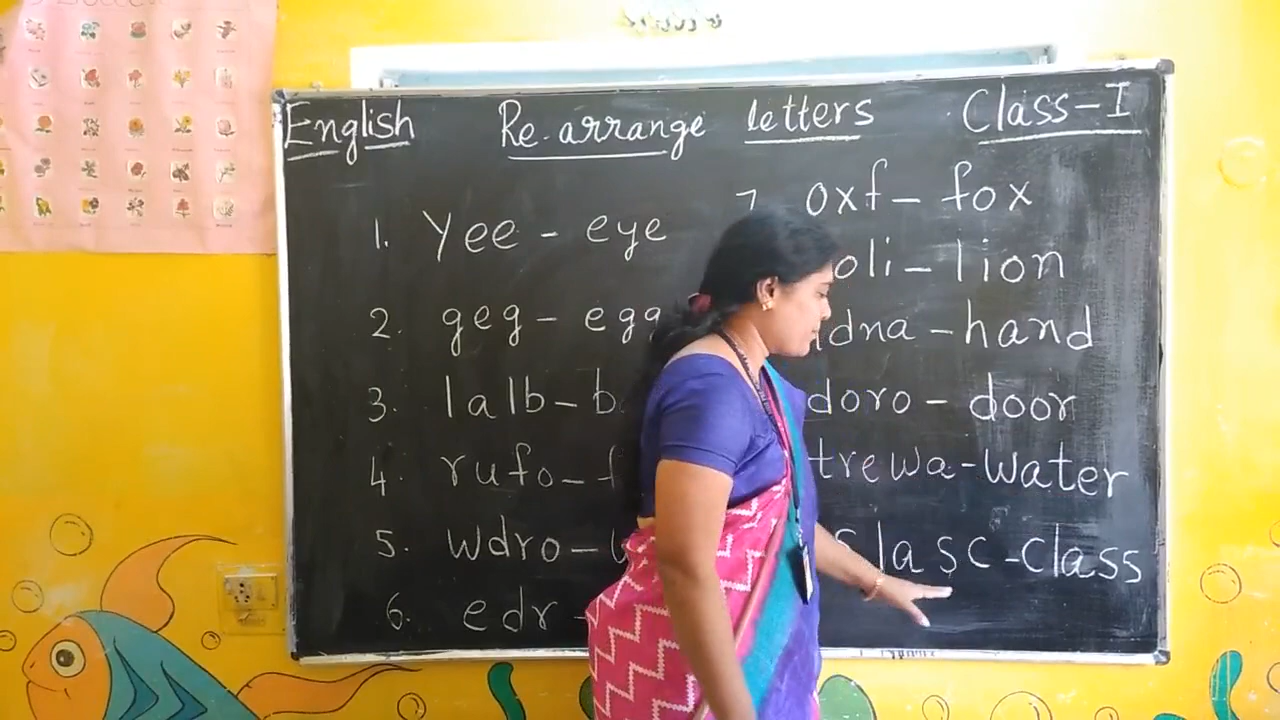 English Re-arrange letters Class-I
1. Yee - eye
2. geg - egg
3. lalb - b
4. rufo - f
5. wdro - w
6. edr -
7. oxf - fox
oli - lion
dna - hand
doro - door
trewa - water
slasc - class